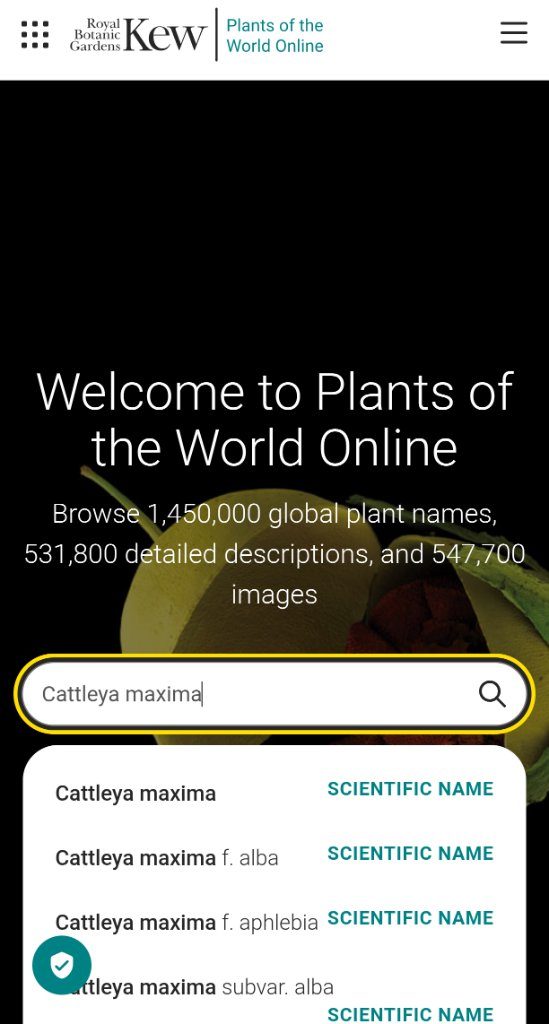 Royal
Botanic
Gardens
Kew
Plants of the
World Online
Welcome to Plants of
the World Online
Browse 1,450,000 global plant names,
531,800 detailed descriptions, and 547,700
images
Cattleya maxima
Cattleya maxima SCIENTIFIC NAME
Cattleya maxima f. alba SCIENTIFIC NAME
Cattleya maxima f. aphlebia SCIENTIFIC NAME
ttleya maxima subvar. alba
SCIENTIFIC NAME